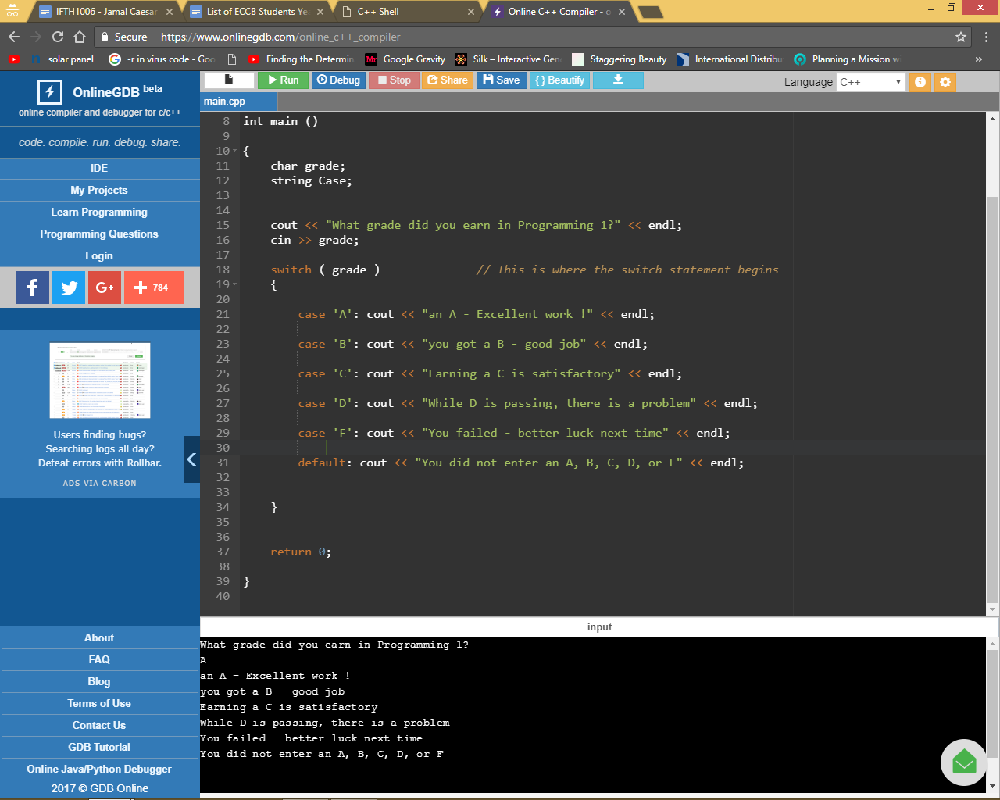 IFTH1006 - Jamal Caesar
List of ECCB Students Ye
C++ Shell
Online C++ Compiler - o
Secure
https://www.onlinegdb.com/online_c++_compiler
solar panel
-r in virus code - Goo
Finding the Determin
Mr
Google Gravity
Silk – Interactive Gen
Staggering Beauty
International Distribu
Planning a Mission w
»
OnlineGDB beta
online compiler and debugger for c/c++
code. compile. run. debug. share.
IDE
My Projects
Learn Programming
Programming Questions
Login
784
Users finding bugs?
Searching logs all day?
Defeat errors with Rollbar.
ADS VIA CARBON
About
FAQ
Blog
Terms of Use
Contact Us
GDB Tutorial
Online Java/Python Debugger
2017 © GDB Online
Run
Debug
Stop
Share
Save
{ } Beautify
Language
C++
main.cpp
8 int main ()
9
10 {
11 char grade;
12 string Case;
13
14
15 cout << "What grade did you earn in Programming 1?" << endl;
16 cin >> grade;
17
18 switch ( grade ) // This is where the switch statement begins
19 {
20
21 case 'A': cout << "an A - Excellent work !" << endl;
22
23 case 'B': cout << "you got a B - good job" << endl;
24
25 case 'C': cout << "Earning a C is satisfactory" << endl;
26
27 case 'D': cout << "While D is passing, there is a problem" << endl;
28
29 case 'F': cout << "You failed - better luck next time" << endl;
30
31 default: cout << "You did not enter an A, B, C, D, or F" << endl;
32
33
34 }
35
36
37 return 0;
38
39 }
40
input
What grade did you earn in Programming 1?
A
an A - Excellent work !
you got a B - good job
Earning a C is satisfactory
While D is passing, there is a problem
You failed - better luck next time
You did not enter an A, B, C, D, or F